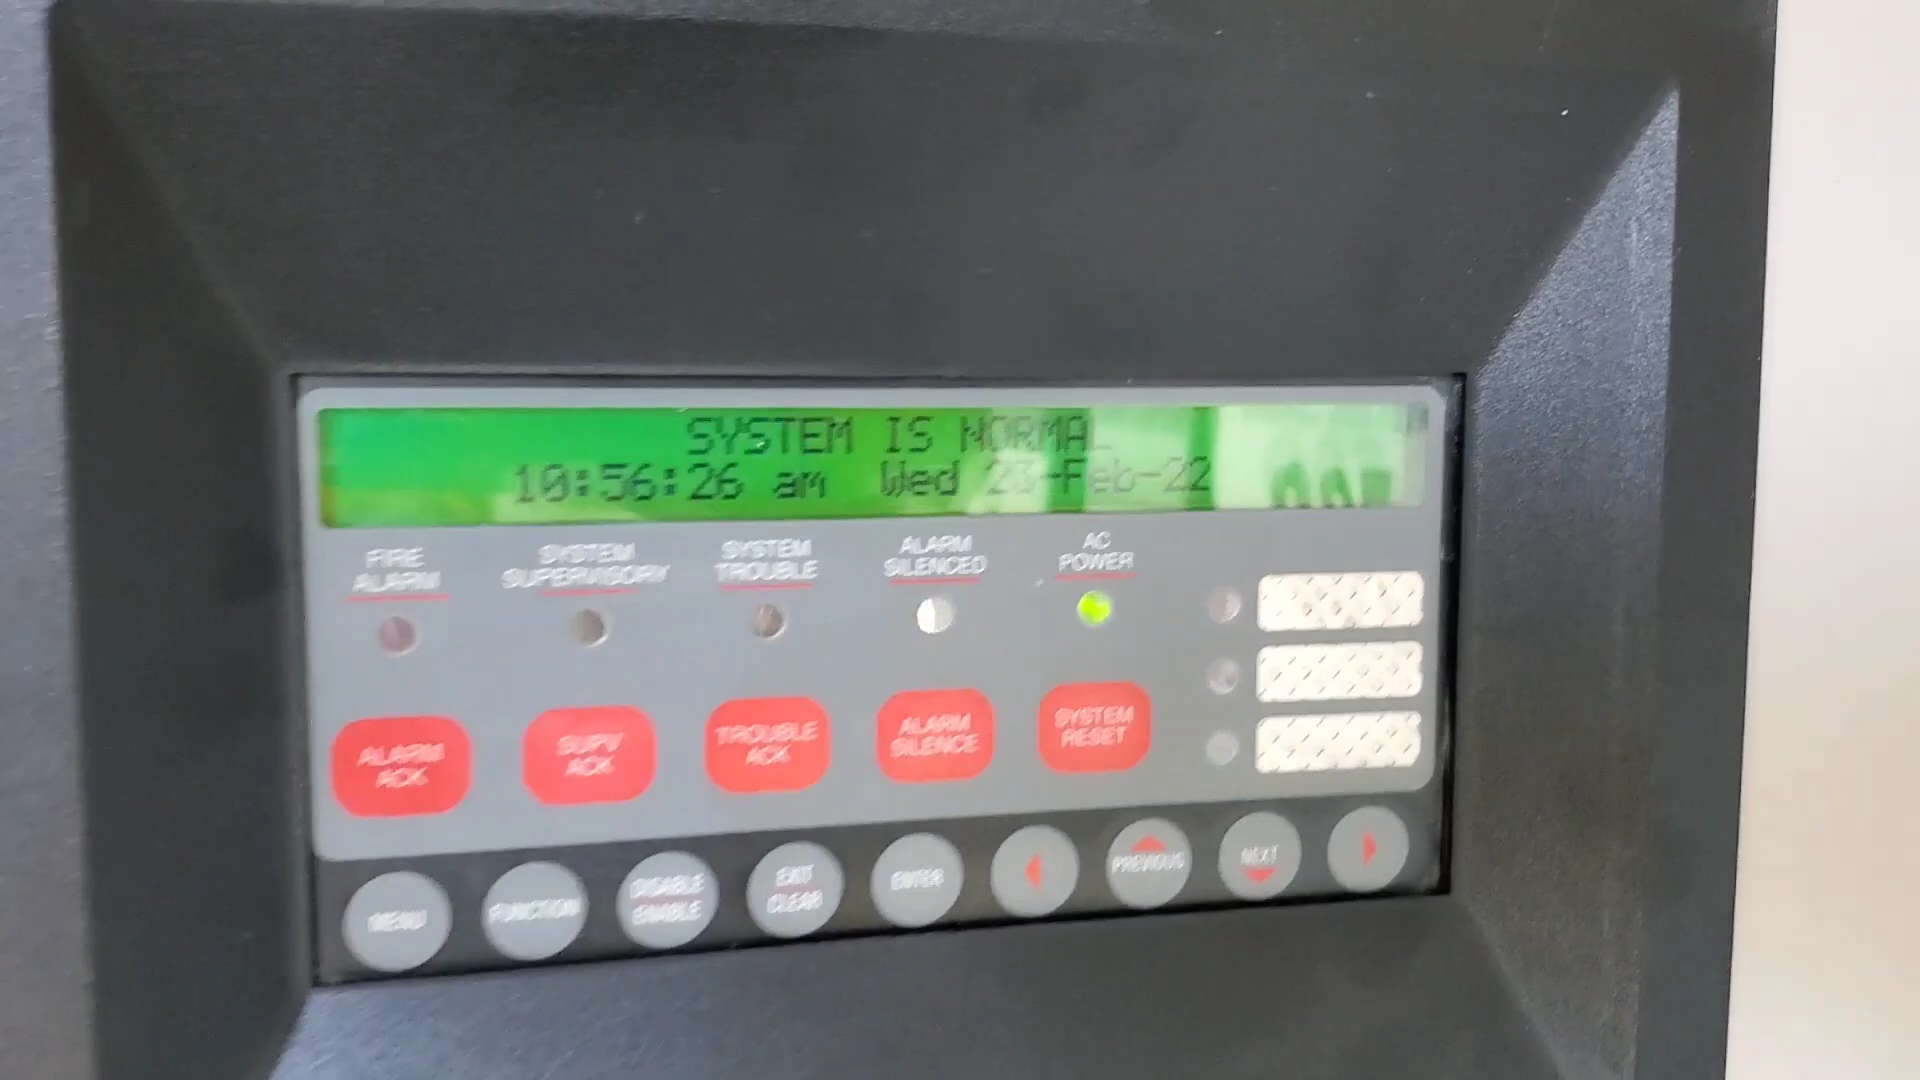 SYSTEM IS NORMAL
10:56:26 am Wed 23-Feb-22
FIRE
ALARM
SYSTEM
SUPERVISORY
SYSTEM
TROUBLE
ALARM
SILENCED
AC
POWER
ALARM
ACK
SUPV
ACK
TROUBLE
ACK
ALARM
SILENCE
SYSTEM
RESET
MENU
FUNCTION
DISABLE
ENABLE
EXIT
CLEAR
ENTER
PREVIOUS
NEXT